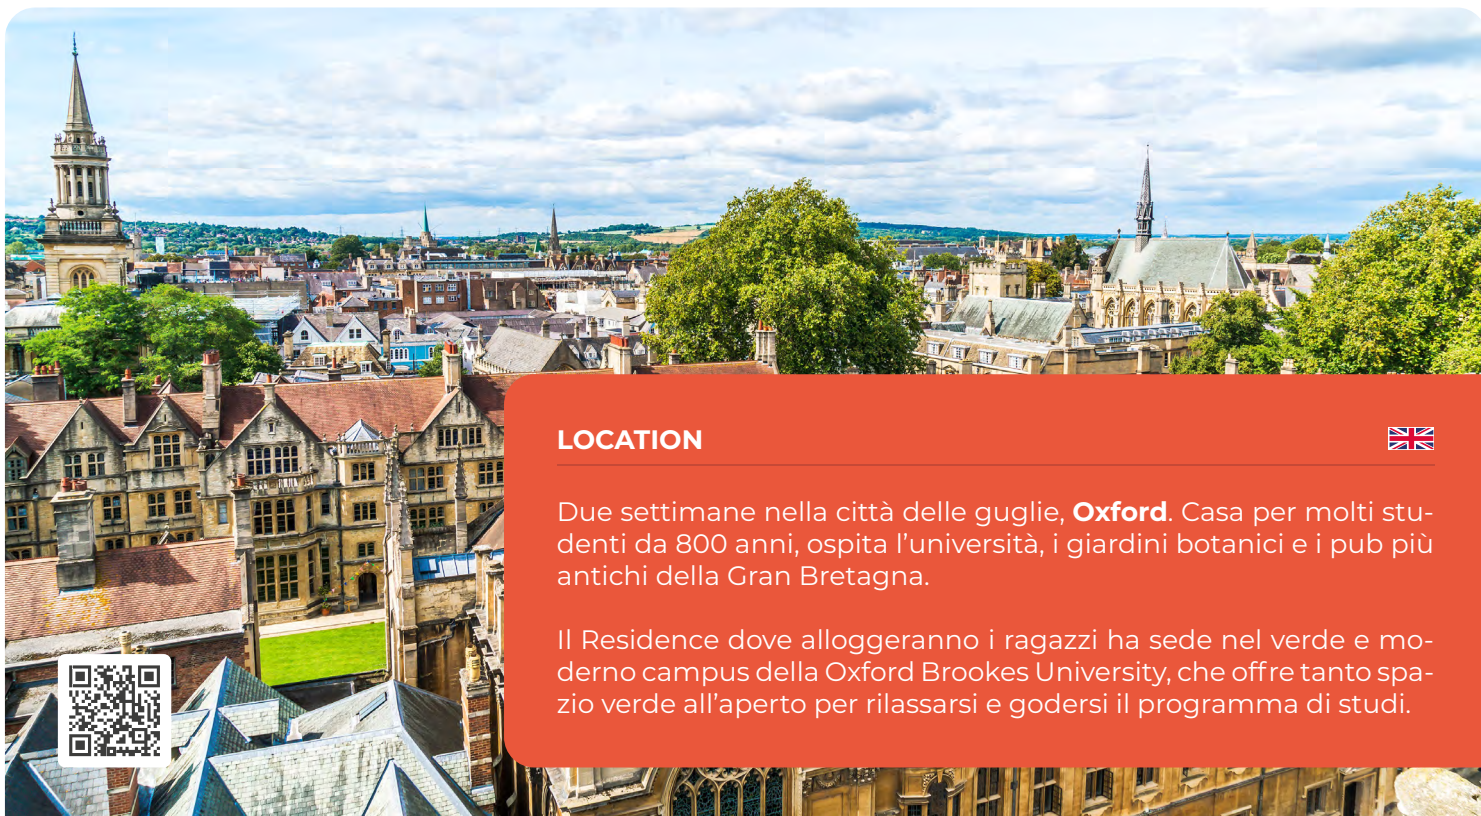 LOCATION
Due settimane nella città delle guglie, Oxford. Casa per molti stu-
denti da 800 anni, ospita l'università, i giardini botanici e i pub più
antichi della Gran Bretagna.
Il Residence dove alloggeranno i ragazzi ha sede nel verde e mo-
derno campus della Oxford Brookes University, che offre tanto spa-
zio verde all'aperto per rilassarsi e godersi il programma di studi.